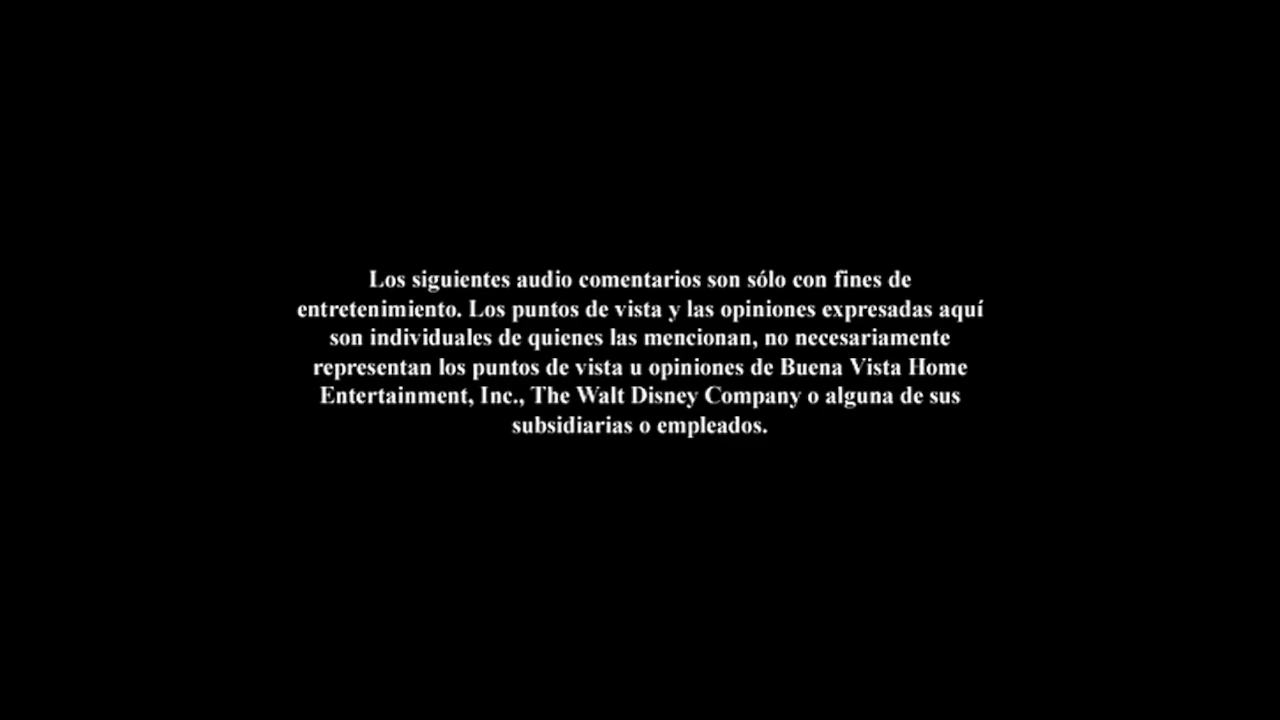 Los siguientes audio comentarios son sólo con fines de
entretenimiento. Los puntos de vista y las opiniones expresadas aquí
son individuales de quienes las mencionan, no necesariamente
representan los puntos de vista u opiniones de Buena Vista Home
Entertainment, Inc., The Walt Disney Company o alguna de sus
subsidiarias o empleados.